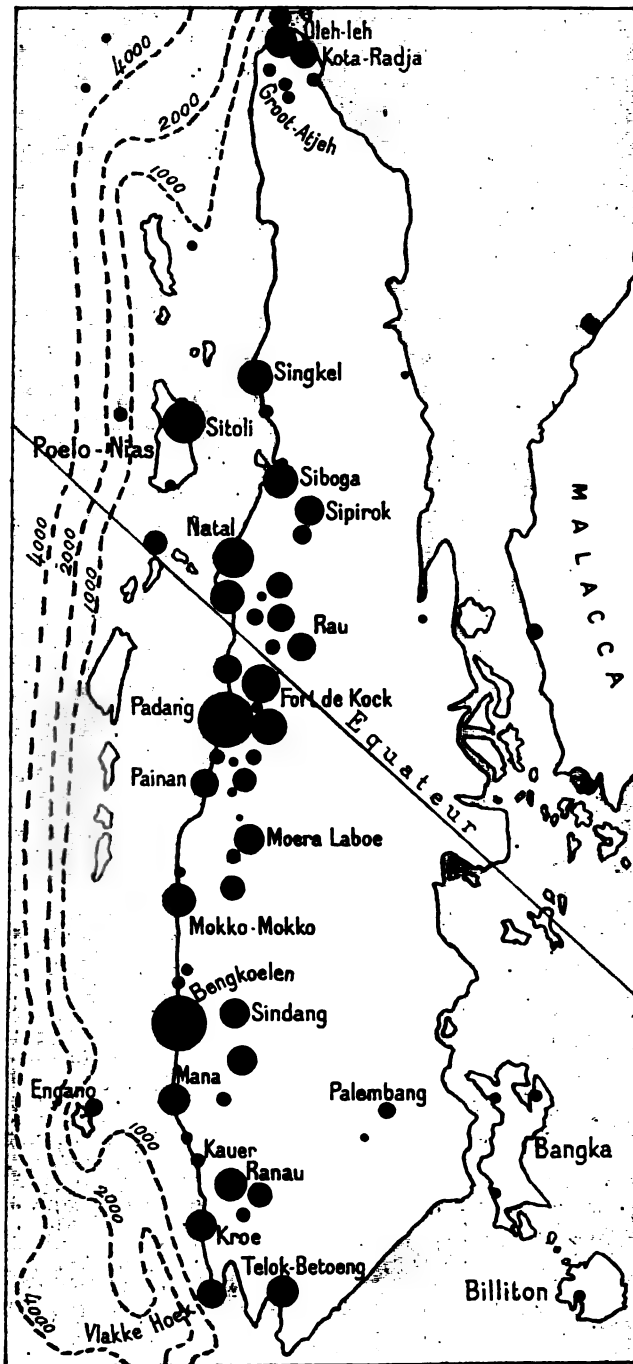 Oleh-leh
Kota-Radja
4000
2000
Groot-Atjeh
1000
Singkel
Sitoli
Poelo-Nias
Siboga
MALACCA
Sipirok
4000
2000
1000
Natal
Rau
Padang
Fort de Kock
Equateur
Painan
Moera Laboe
Mokko-Mokko
Bengkoelen
Sindang
Engano
Mana
Palembang
1000
Kauer
Bangka
2000
Ranau
Kroe
Telok-Betoeng
Billiton
4000
Vlakke Hoek